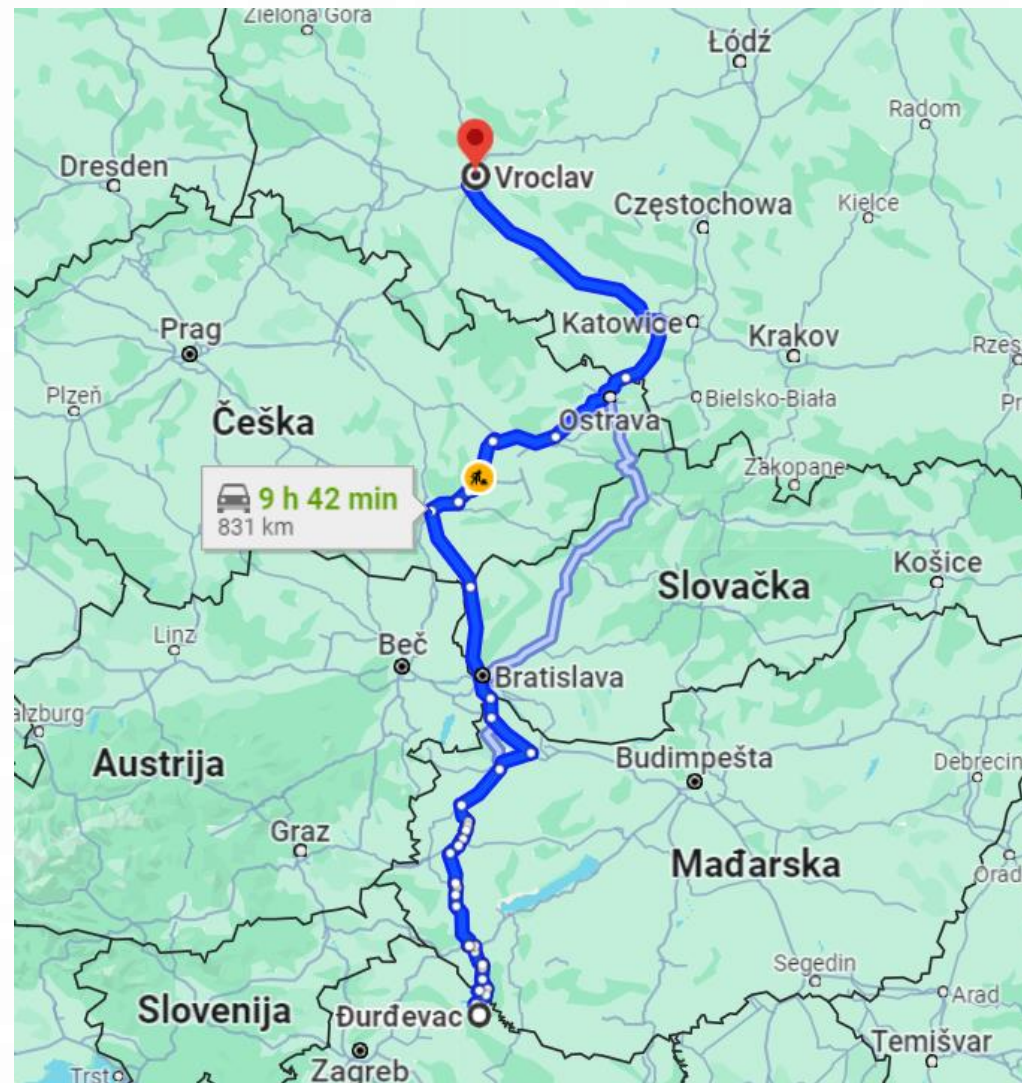 Zielona Góra
Łódź
Radom
Dresden
Vroclav
Częstochowa
Kielce
Prag
Katowice
Krakov
Rzes
Plzeň
Bielsko-Biała
Pr
Češka
Ostrava
Zakopane
9 h 42 min
831 km
Košice
Slovačka
Linz
Beč
Bratislava
alzburg
Austrija
Budimpešta
Debrecin
Graz
Mađarska
Orad
Segedin
Slovenija
Đurđevac
Arad
Temišvar
Trst
Zagreb